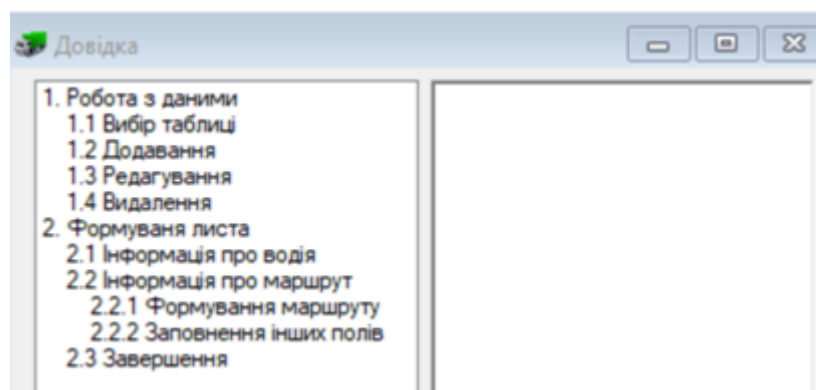 Довідка
1. Робота з даними
1.1 Вибір таблиці
1.2 Додавання
1.3 Редагування
1.4 Видалення
2. Формуваня листа
2.1 Інформація про водія
2.2 Інформація про маршрут
2.2.1 Формування маршруту
2.2.2 Заповнення інших полів
2.3 Завершення